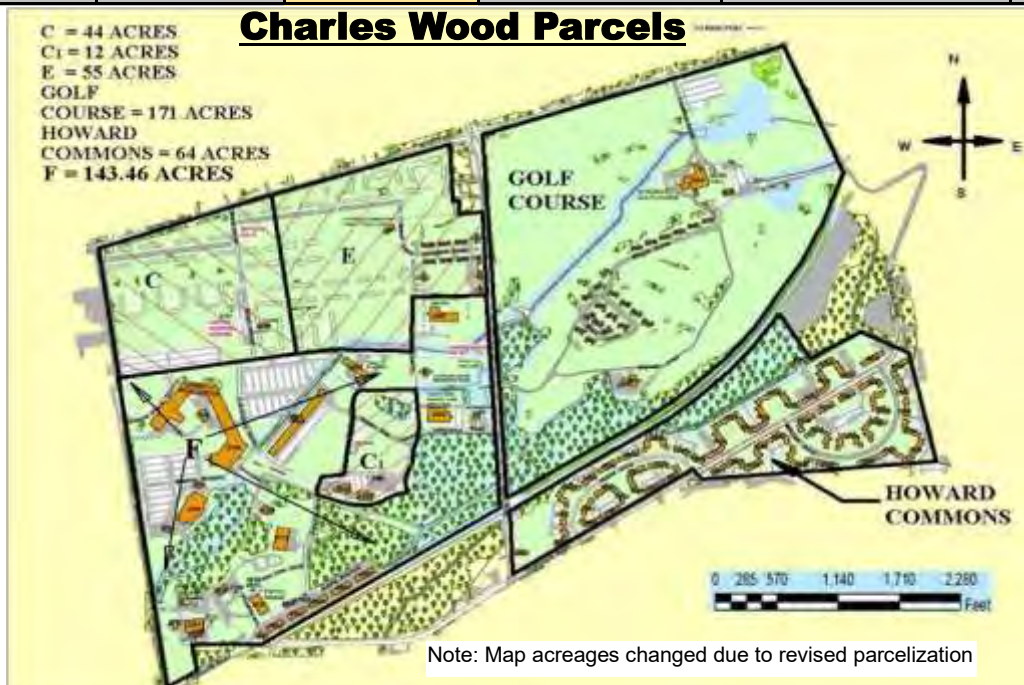 Charles Wood Parcels
C = 44 ACRES
C1 = 12 ACRES
E = 55 ACRES
GOLF
COURSE = 171 ACRES
HOWARD
COMMONS = 64 ACRES
F = 143.46 ACRES
N
W
E
S
GOLF
COURSE
E
C
F
C1
F
HOWARD
COMMONS
0 285 570 1,140 1,710 2,280
Feet
Note: Map acreages changed due to revised parcelization